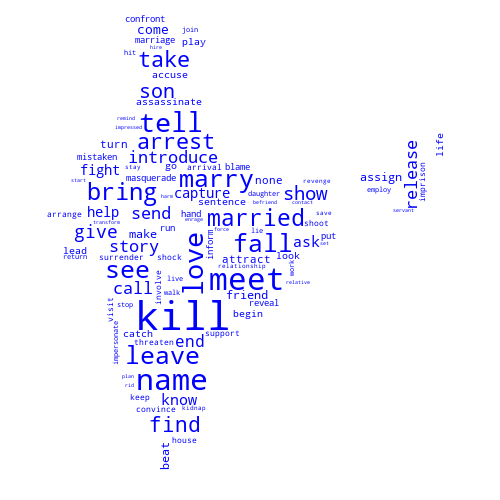 confront
come join
marriage play
hire
hit take
accuse
son
assassinate
remind tell
impressed
turn arrest life
mistaken introduce release
stay go arrival blame imprison
fight marry none assign
start masquerade revenge employ
bring harm capture daughter show
sentence befriend contact servant
arrange help send hand married save
transform enrage shoot
give make run force lie put
story love inform fall ask set
lead attract look
return surrender shock relationship work
see live meet relative
call involve walk friend
visit stop kill reveal
begin
impersonate catch support
threaten end
leave
plan name
rid
keep know
convince kidnap
find
house
beat